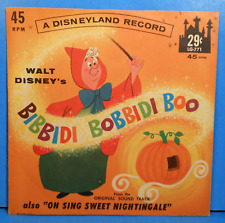 45
RPM
A DISNEYLAND RECORD
29¢
LG-771
45 RPM
WALT
DISNEY'S
BIBBIDI BOBBIDI BOO
From the
ORIGINAL SOUND TRACK
also "OH SING SWEET NIGHTINGALE"